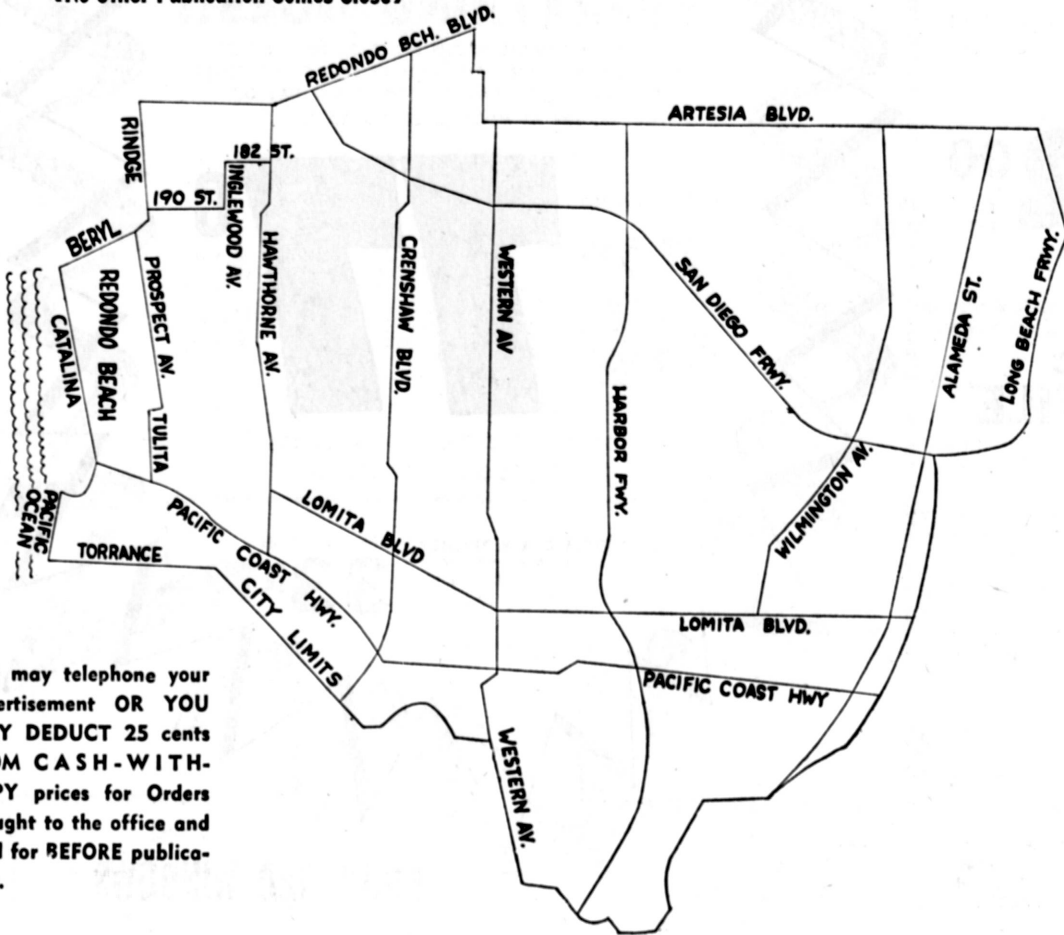 REDONDO BCH. BLVD.
ARTESIA BLVD.
RINDGE
182 ST.
190 ST.
INGLEWOOD AV.
BERYL
REDONDO BEACH
PROSPECT AV.
HAWTHORNE AV.
CRENSHAW BLVD.
WESTERN AV
SAN DIEGO FRWY.
ALAMEDA ST.
LONG BEACH FRWY.
CATALINA
TULITA
HARBOR FWY.
WILMINGTON AV.
PACIFIC
OCEAN
TORRANCE
CITY LIMITS
PACIFIC COAST HWY.
LOMITA BLVD
LOMITA BLVD.
PACIFIC COAST HWY
WESTERN AV.
may telephone your
ertisement OR YOU
Y DEDUCT 25 cents
OM CASH-WITH-
PY prices for Orders
ught to the office and
d for BEFORE publica-